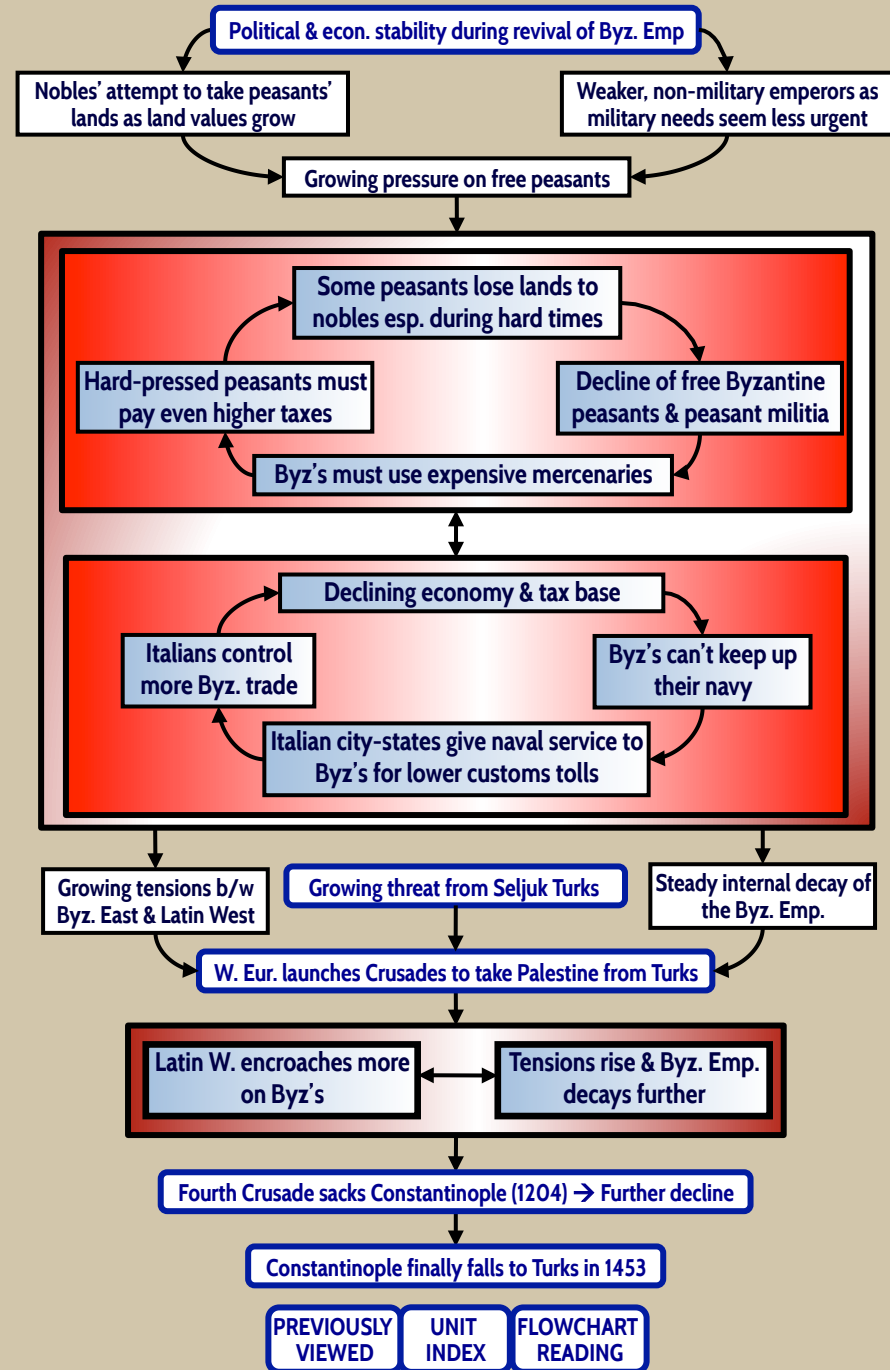 Political & econ. stability during revival of Byz. Emp
Nobles' attempt to take peasants'
lands as land values grow
Weaker, non-military emperors as
military needs seem less urgent
Growing pressure on free peasants
Some peasants lose lands to
nobles esp. during hard times
Hard-pressed peasants must
pay even higher taxes
Decline of free Byzantine
peasants & peasant militia
Byz's must use expensive mercenaries
Declining economy & tax base
Italians control
more Byz. trade
Byz's can't keep up
their navy
Italian city-states give naval service to
Byz's for lower customs tolls
Growing tensions b/w
Byz. East & Latin West
Growing threat from Seljuk Turks
Steady internal decay of
the Byz. Emp.
W. Eur. launches Crusades to take Palestine from Turks
Latin W. encroaches more
on Byz's
Tensions rise & Byz. Emp.
decays further
Fourth Crusade sacks Constantinople (1204) → Further decline
Constantinople finally falls to Turks in 1453
PREVIOUSLY
VIEWED
UNIT
INDEX
FLOWCHART
READING